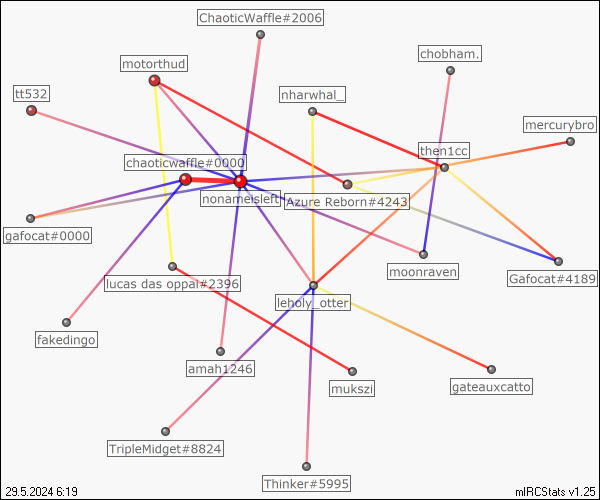 ChaoticWaffle#2006
chobham.
motorthud
tt532
nharwhal_
mercurybro
then1cc
chaoticwaffle#0000
nonameisleft
Azure Reborn#4243
gafocat#0000
moonraven
Gafocat#4189
lucas das oppai#2396
leholy_otter
fakedingo
amah1246
mukszi
gateauxcatto
TripleMidget#8824
Thinker#5995
29.5.2024 6:19
mIRCStats v1.25